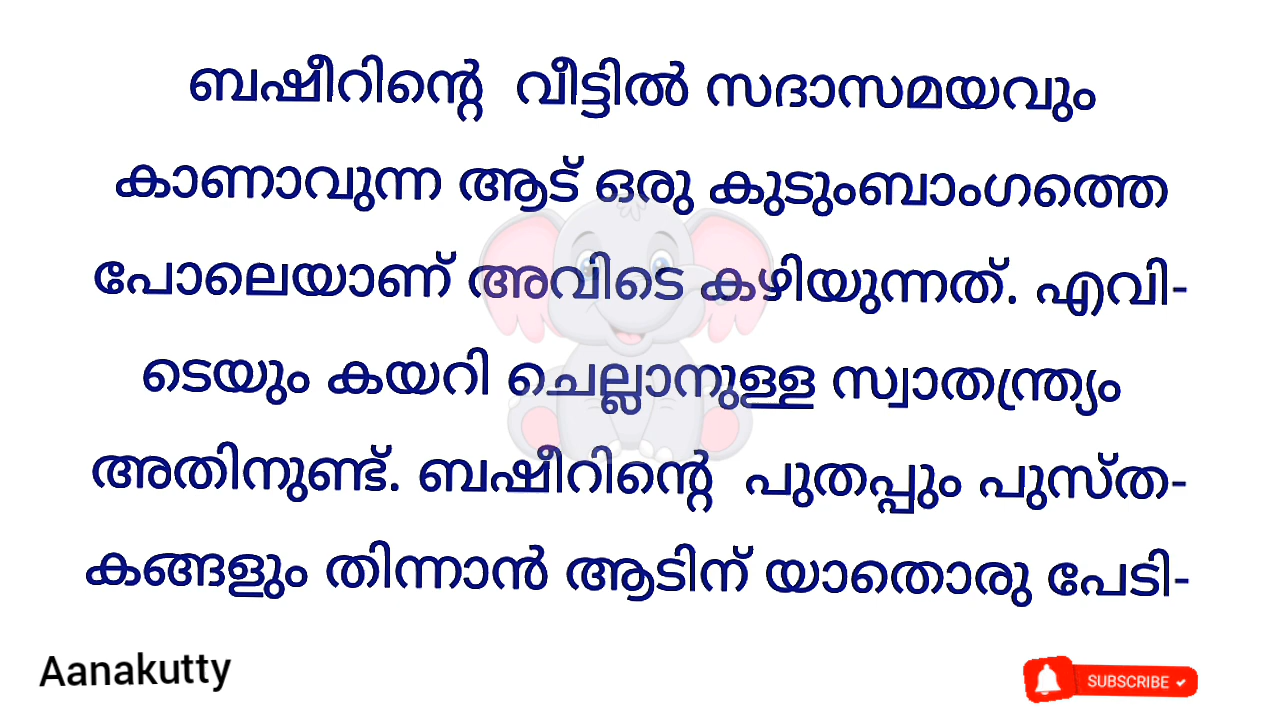 ബഷീറിന്റെ വീട്ടിൽ സദാസമയവും
കാണാവുന്ന ആട് ഒരു കുടുംബാംഗത്തെ
പോലെയാണ് അവിടെ കഴിയുന്നത്. എവി-
ടെയും കയറി ചെല്ലാനുള്ള സ്വാതന്ത്ര്യം
അതിനുണ്ട്. ബഷീറിന്റെ പുതപ്പും പുസ്ത-
കങ്ങളും തിന്നാൻ ആടിന് യാതൊരു പേടി-
Aanakutty
SUBSCRIBE